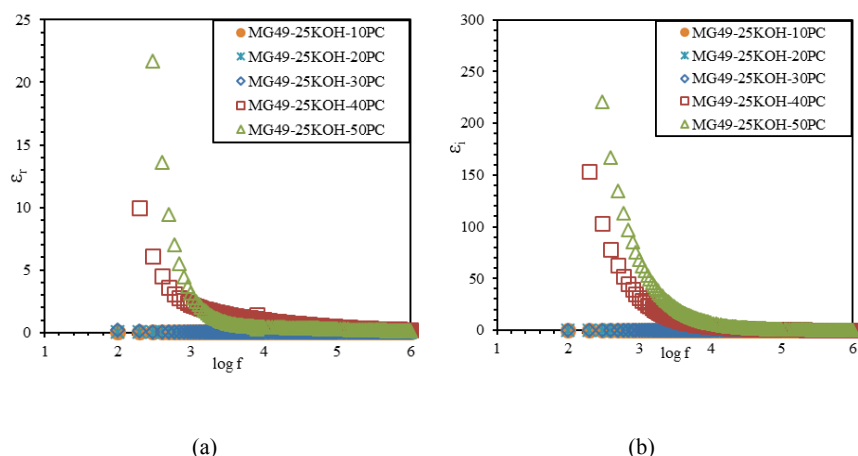 25
20
15
10
5
0
εr
1
2
3
4
5
6
log f
MG49-25KOH-10PC
MG49-25KOH-20PC
MG49-25KOH-30PC
MG49-25KOH-40PC
MG49-25KOH-50PC
(a)
300
250
200
150
100
50
0
εi
1
2
3
4
5
6
log f
MG49-25KOH-10PC
MG49-25KOH-20PC
MG49-25KOH-30PC
MG49-25KOH-40PC
MG49-25KOH-50PC
(b)